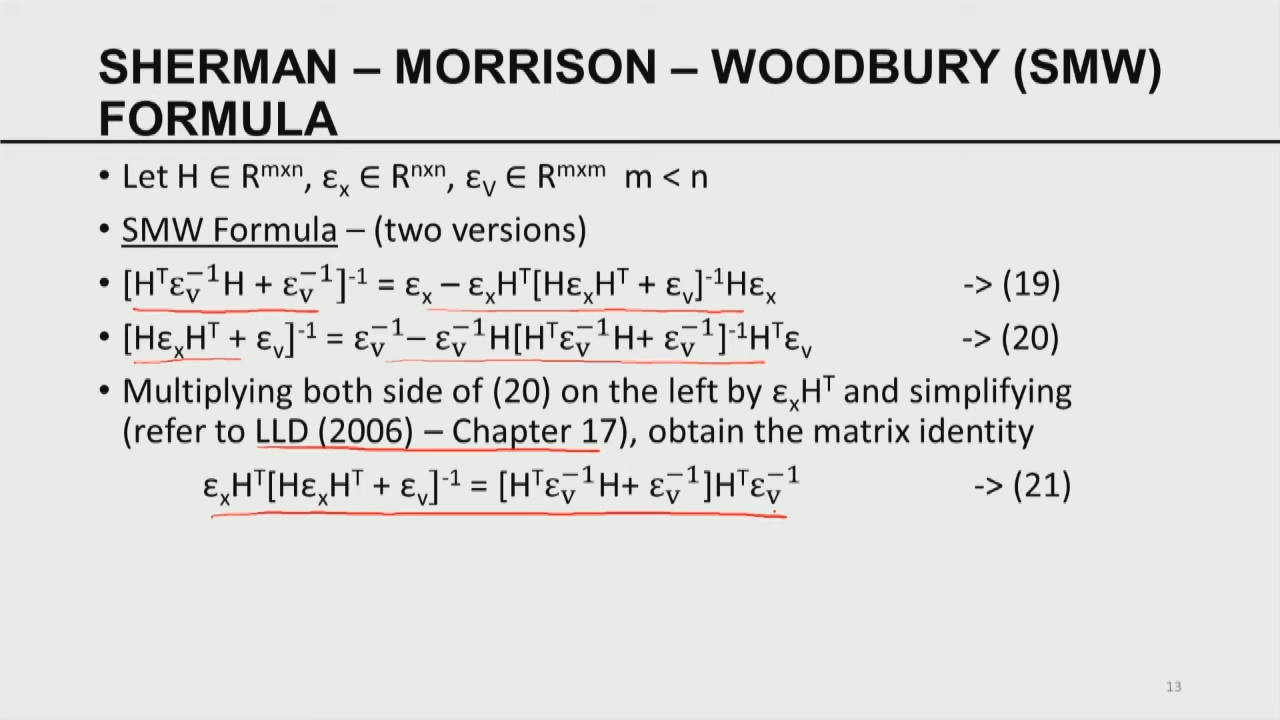 SHERMAN – MORRISON – WOODBURY (SMW)
FORMULA
• Let H ∈ Rᵐˣⁿ, εₓ ∈ Rⁿˣⁿ, ε_V ∈ Rᵐˣᵐ m < n
• SMW Formula – (two versions)
• [Hᵀεᵥ⁻¹H + εᵥ⁻¹]⁻¹ = εₓ – εₓHᵀ[HεₓHᵀ + εᵥ]⁻¹Hεₓ -> (19)
• [HεₓHᵀ + εᵥ]⁻¹ = εᵥ⁻¹– εᵥ⁻¹H[Hᵀεᵥ⁻¹H+ εᵥ⁻¹]⁻¹Hᵀεᵥ -> (20)
• Multiplying both side of (20) on the left by εₓHᵀ and simplifying
(refer to LLD (2006) – Chapter 17), obtain the matrix identity
εₓHᵀ[HεₓHᵀ + εᵥ]⁻¹ = [Hᵀεᵥ⁻¹H+ εᵥ⁻¹]Hᵀεᵥ⁻¹ -> (21)
13